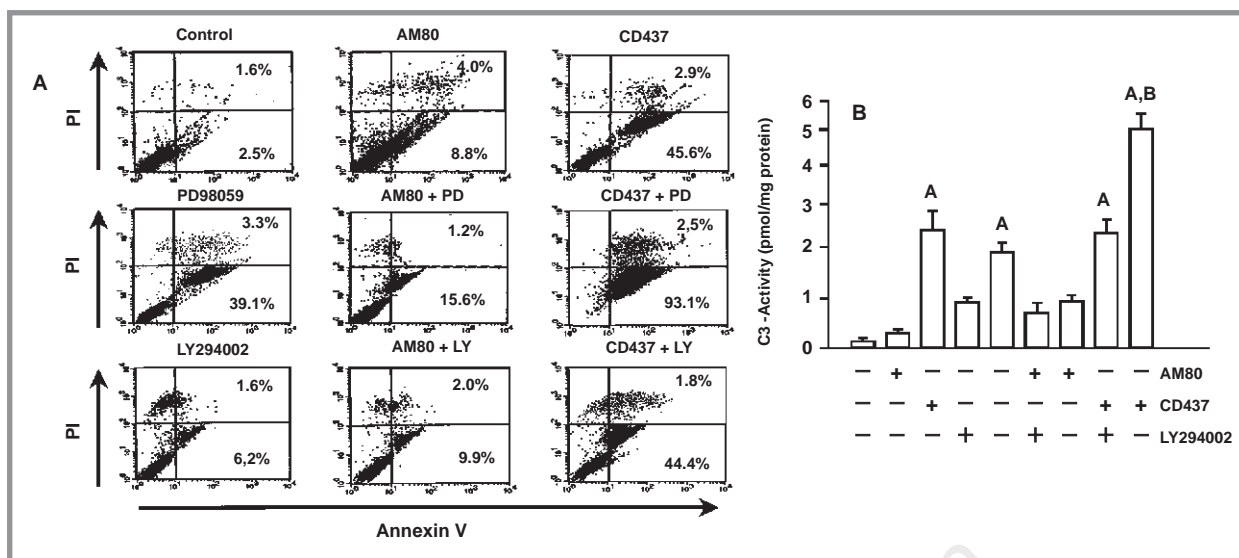 A
Control
AM80
CD437
PI
1.6%
2.5%
4.0%
8.8%
2.9%
45.6%
PD98059
AM80 + PD
CD437 + PD
PI
3.3%
39.1%
1.2%
15.6%
2,5%
93.1%
LY294002
AM80 + LY
CD437 + LY
PI
1.6%
6,2%
2.0%
9.9%
1.8%
44.4%
Annexin V
B
C3 -Activity (pmol/mg protein)
6
5
4
3
2
1
0
A
A
A
A,B
– + – – – + + – – AM80
– – + – – – – + + CD437
– – – + – + – + – LY294002